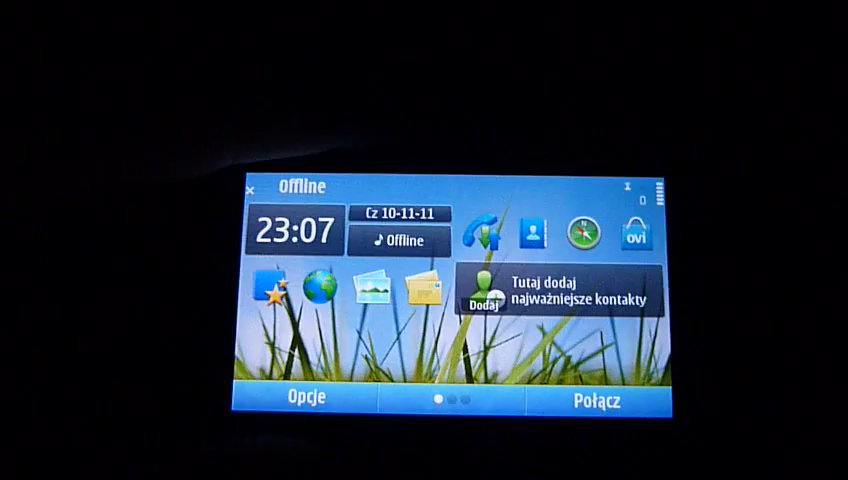 Offline
23:07
Cz 10-11-11
Offline
N
ovi
Dodaj
Tutaj dodaj
najważniejsze kontakty
Opcje
Połącz